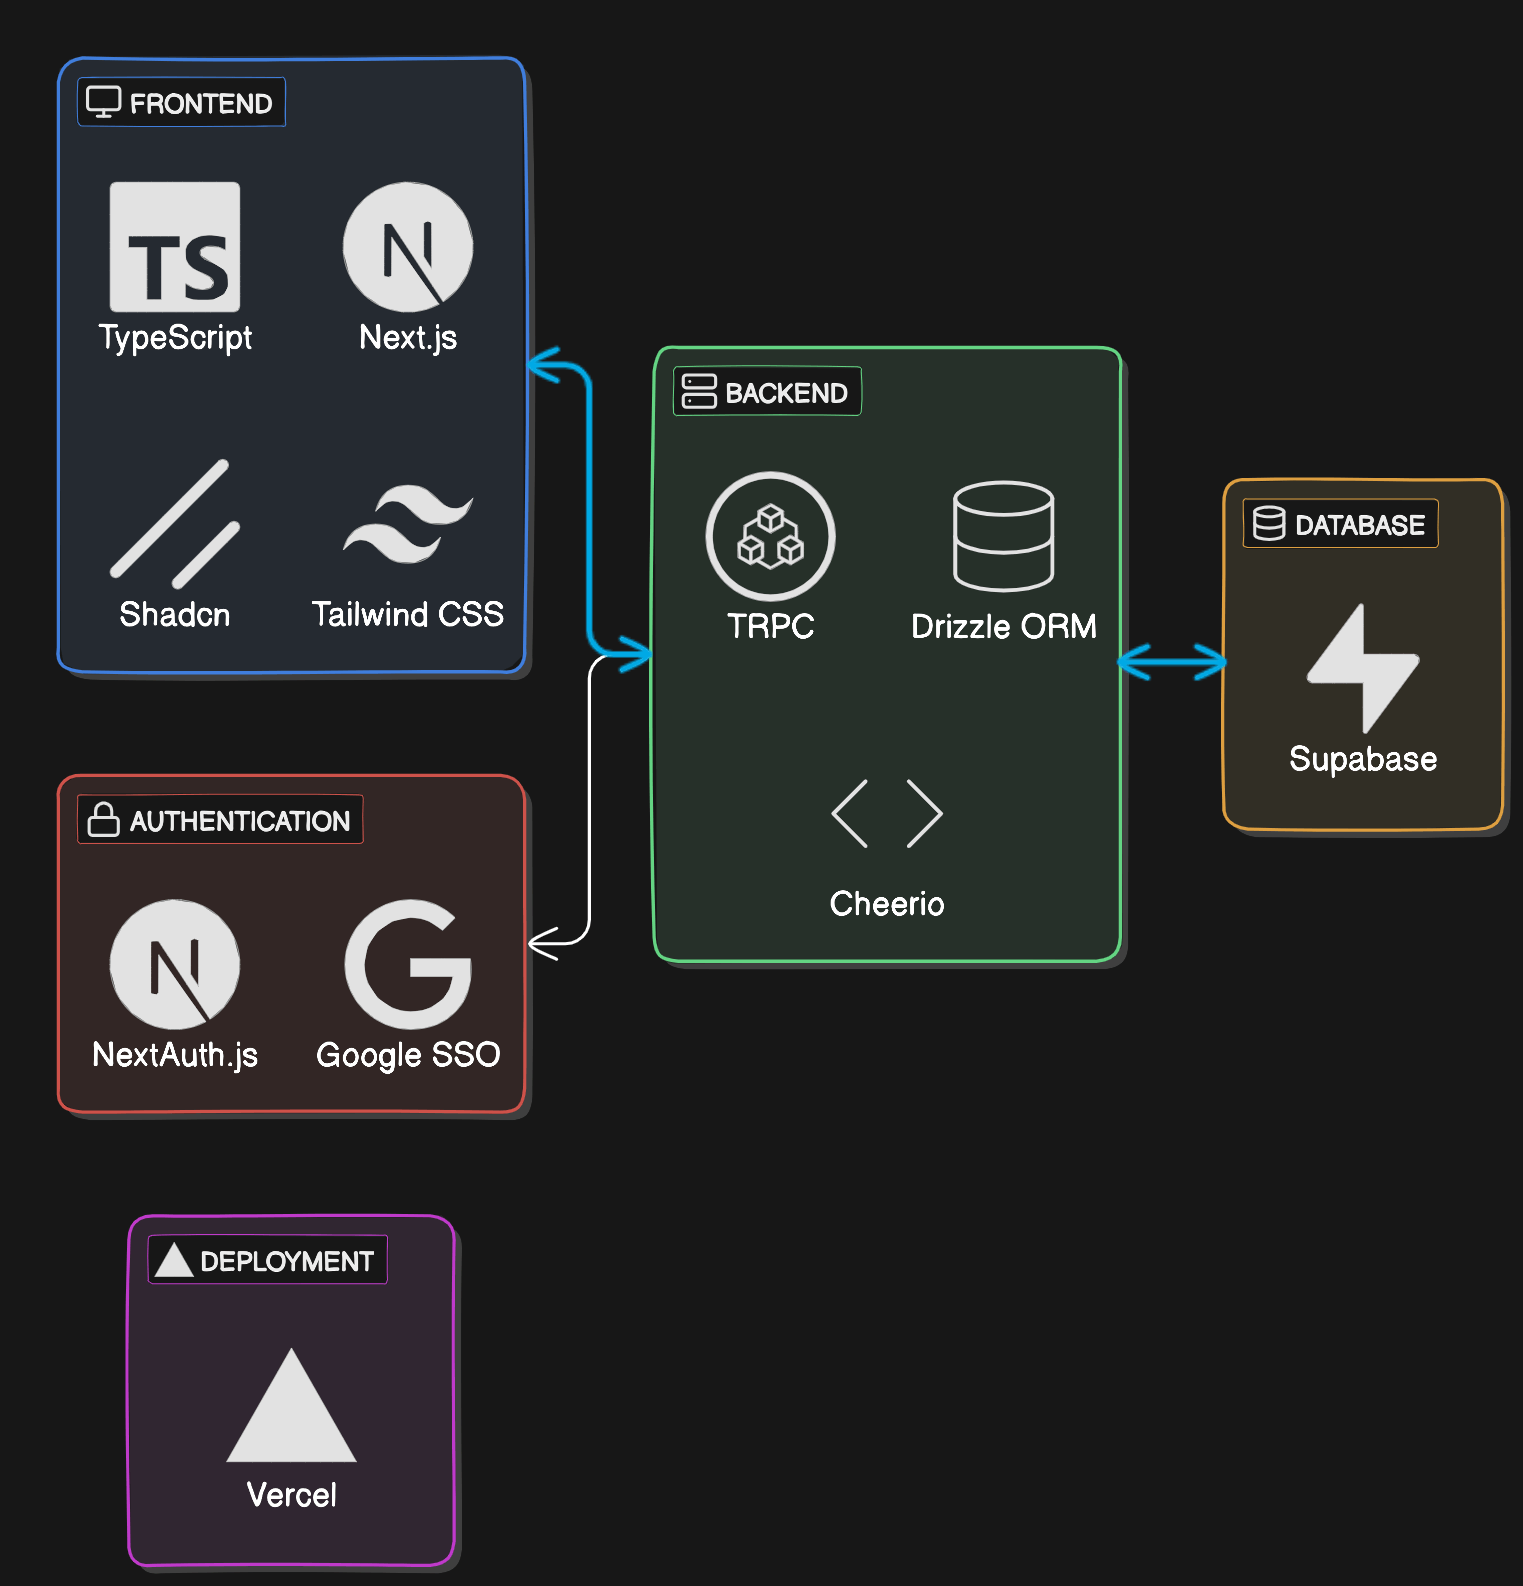 FRONTEND
TS
TypeScript
N
Next.js
Shadcn
Tailwind CSS
BACKEND
TRPC
Drizzle ORM
Cheerio
DATABASE
Supabase
AUTHENTICATION
N
NextAuth.js
G
Google SSO
DEPLOYMENT
Vercel